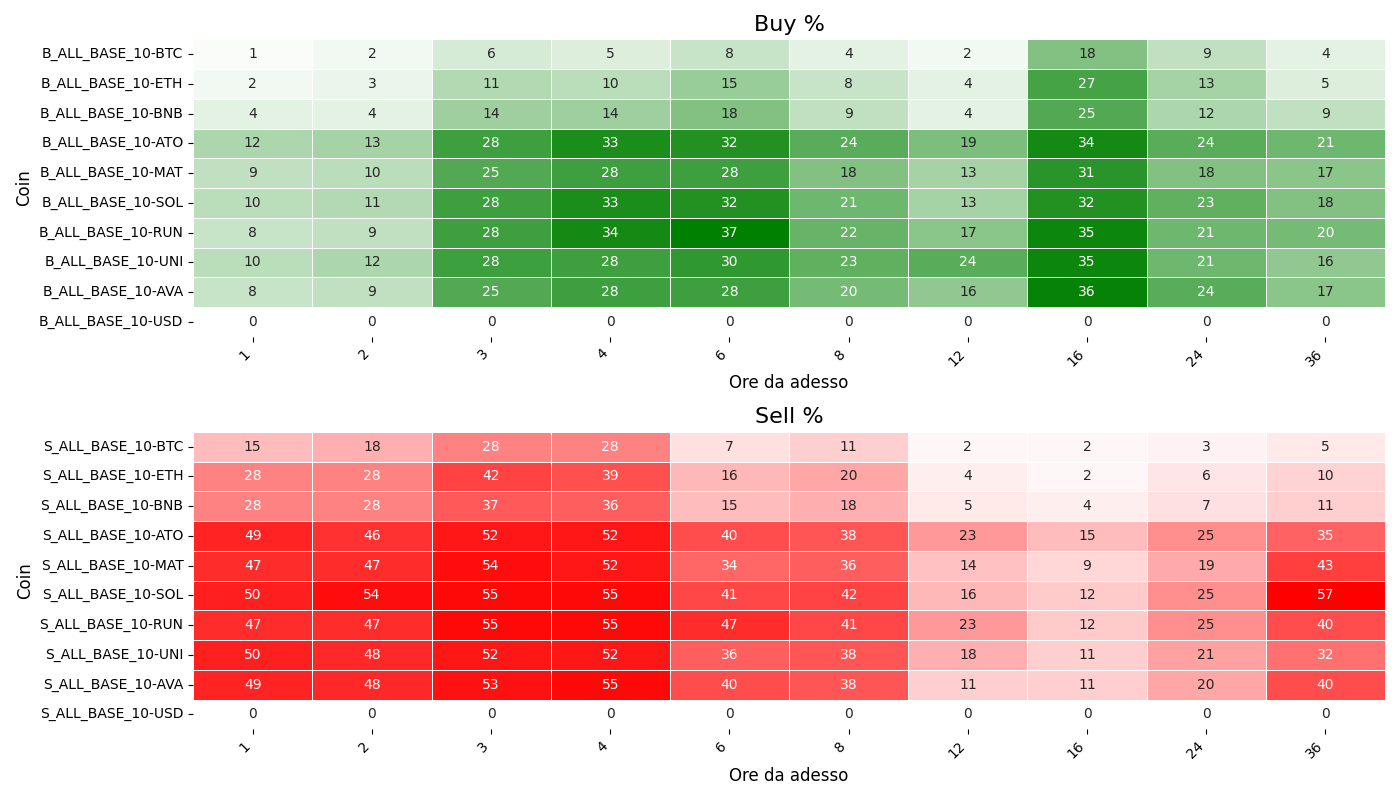 Buy %
Coin
B_ALL_BASE_10-BTC 1 2 6 5 8 4 2 18 9 4
B_ALL_BASE_10-ETH 2 3 11 10 15 8 4 27 13 5
B_ALL_BASE_10-BNB 4 4 14 14 18 9 4 25 12 9
B_ALL_BASE_10-ATO 12 13 28 33 32 24 19 34 24 21
B_ALL_BASE_10-MAT 9 10 25 28 28 18 13 31 18 17
B_ALL_BASE_10-SOL 10 11 28 33 32 21 13 32 23 18
B_ALL_BASE_10-RUN 8 9 28 34 37 22 17 35 21 20
B_ALL_BASE_10-UNI 10 12 28 28 30 23 24 35 21 16
B_ALL_BASE_10-AVA 8 9 25 28 28 20 16 36 24 17
B_ALL_BASE_10-USD 0 0 0 0 0 0 0 0 0 0
1 2 3 4 6 8 12 16 24 36
Ore da adesso
Sell %
Coin
S_ALL_BASE_10-BTC 15 18 28 28 7 11 2 2 3 5
S_ALL_BASE_10-ETH 28 28 42 39 16 20 4 2 6 10
S_ALL_BASE_10-BNB 28 28 37 36 15 18 5 4 7 11
S_ALL_BASE_10-ATO 49 46 52 52 40 38 23 15 25 35
S_ALL_BASE_10-MAT 47 47 54 52 34 36 14 9 19 43
S_ALL_BASE_10-SOL 50 54 55 55 41 42 16 12 25 57
S_ALL_BASE_10-RUN 47 47 55 55 47 41 23 12 25 40
S_ALL_BASE_10-UNI 50 48 52 52 36 38 18 11 21 32
S_ALL_BASE_10-AVA 49 48 53 55 40 38 11 11 20 40
S_ALL_BASE_10-USD 0 0 0 0 0 0 0 0 0 0
1 2 3 4 6 8 12 16 24 36
Ore da adesso